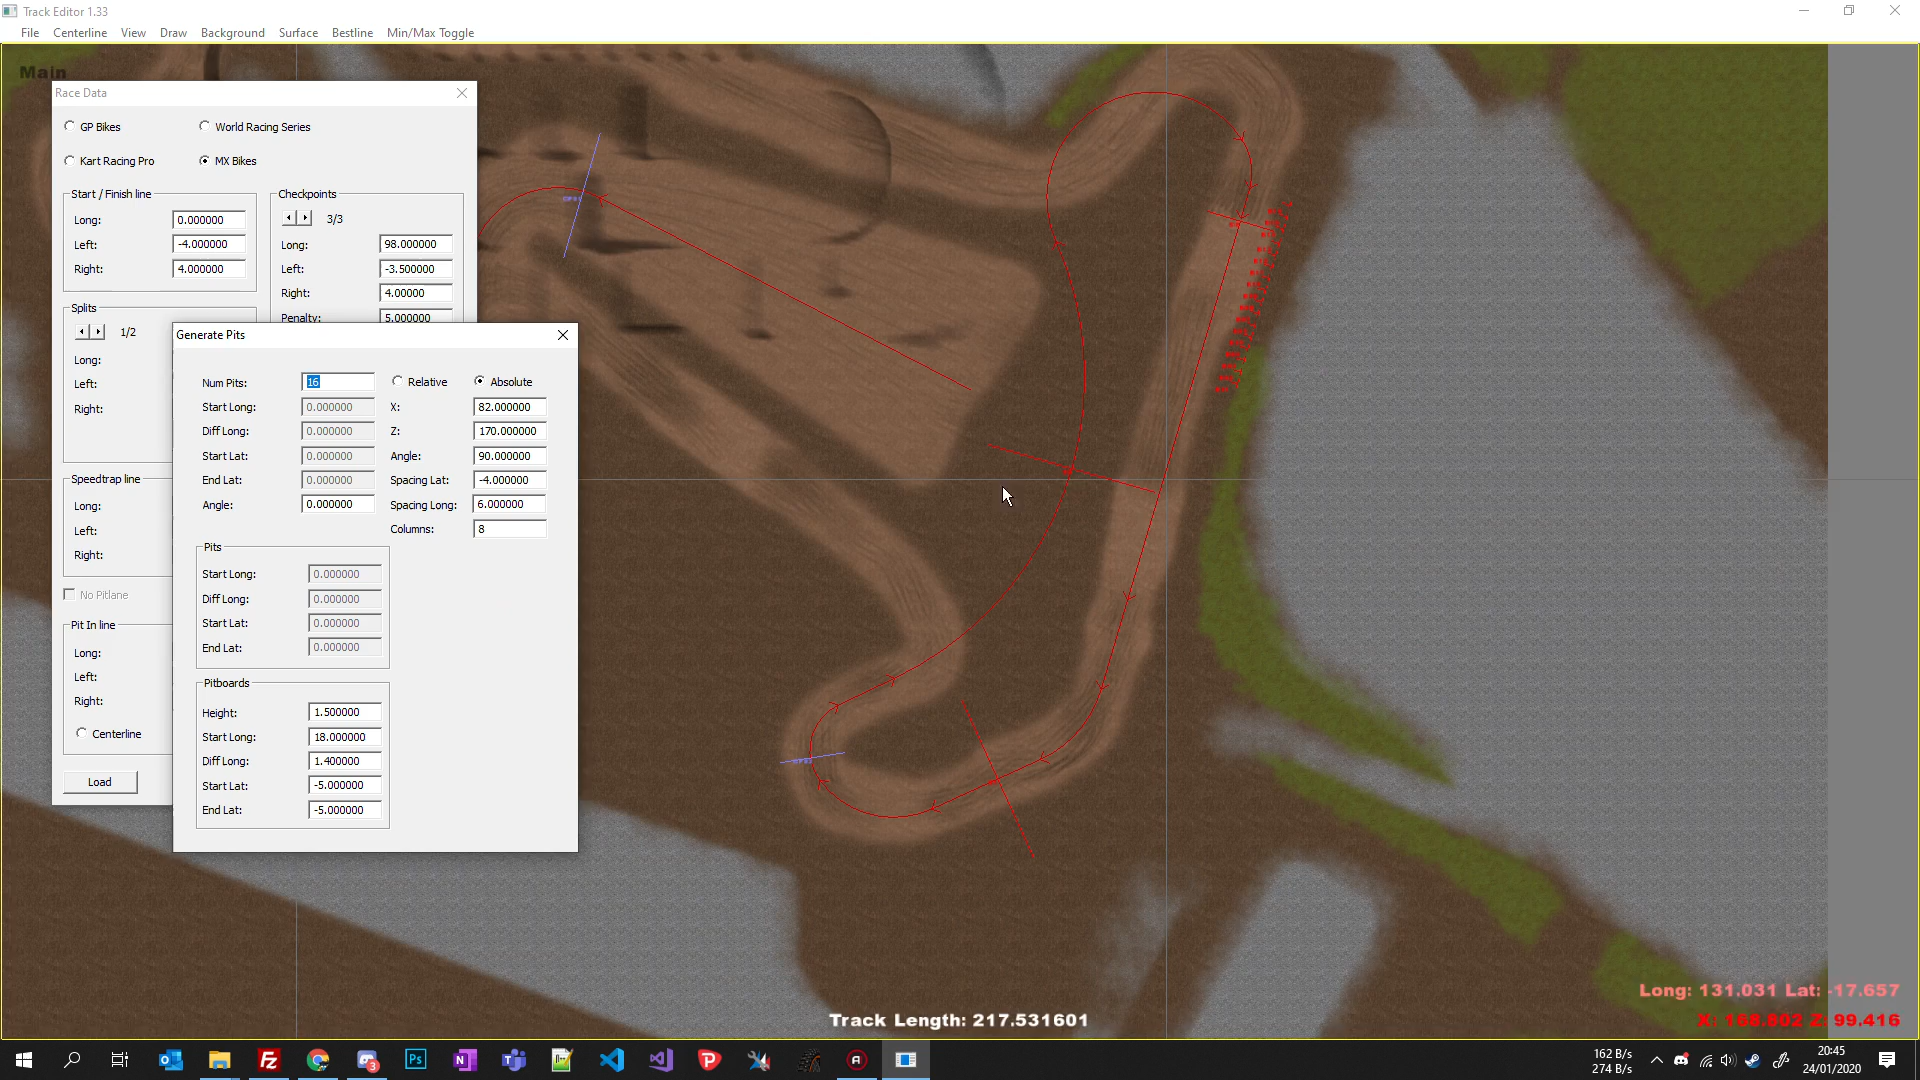 Track Editor 1.33
File Centerline View Draw Background Surface Bestline Min/Max Toggle
Main
Race Data
GP Bikes World Racing Series
Kart Racing Pro MX Bikes
Start / Finish line
Long: 0.000000
Left: -4.000000
Right: 4.000000
Checkpoints
3/3
Long: 98.000000
Left: -3.500000
Right: 4.00000
Penalty: 5.000000
Splits
1/2
Long:
Left:
Right:
Speedtrap line
Long:
Left:
Right:
No Pitlane
Pit In line
Long:
Left:
Right:
Centerline
Load
Generate Pits
Num Pits: 16 Relative Absolute
Start Long: 0.000000 X: 82.000000
Diff Long: 0.000000 Z: 170.000000
Start Lat: 0.000000 Angle: 90.000000
End Lat: 0.000000 Spacing Lat: -4.000000
Angle: 0.000000 Spacing Long: 6.000000
Columns: 8
Pits
Start Long: 0.000000
Diff Long: 0.000000
Start Lat: 0.000000
End Lat: 0.000000
Pitboards
Height: 1.500000
Start Long: 18.000000
Diff Long: 1.400000
Start Lat: -5.000000
End Lat: -5.000000
Long: 131.031 Lat: -17.657
Track Length: 217.531601
X: 168.802 Z: 99.416
162 B/s
274 B/s
20:45
24/01/2020